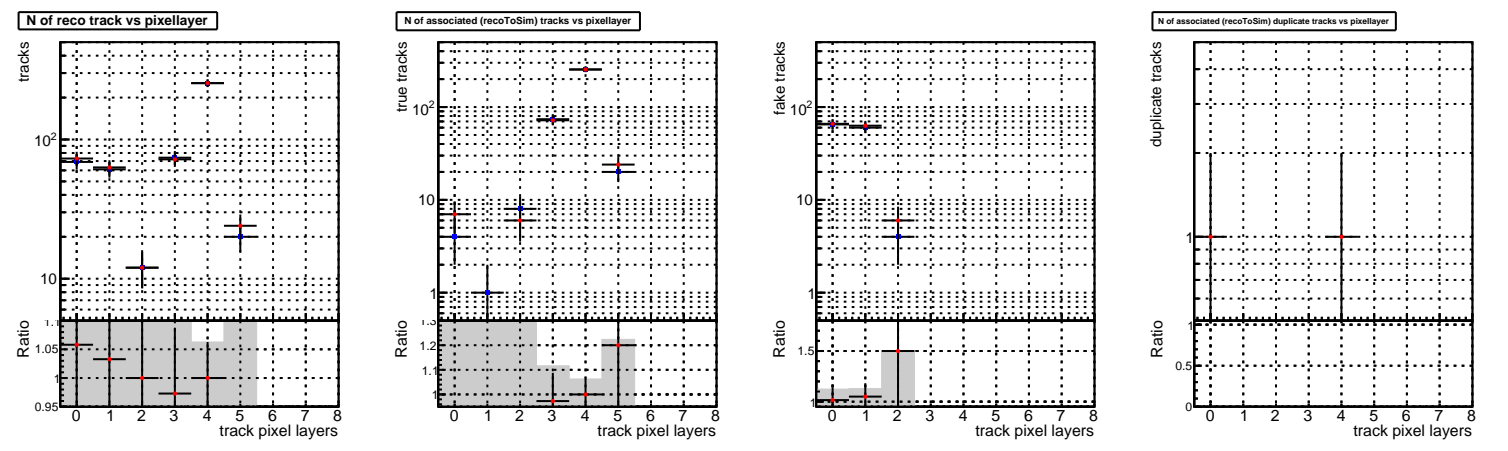 N of reco track vs pixellayer
tracks
10²
10
Ratio
1.1
1.05
1
0.95
0 1 2 3 4 5 6 7 8
track pixel layers
N of associated (recoToSim) tracks vs pixellayer
true tracks
10²
10
1
Ratio
1.3
1.2
1.1
1
0 1 2 3 4 5 6 7 8
track pixel layers
fake tracks
10²
10
1
Ratio
1.5
1
0 1 2 3 4 5 6 7 8
track pixel layers
N of associated (recoToSim) duplicate tracks vs pixellayer
duplicate tracks
1
Ratio
1
0.5
0
0 1 2 3 4 5 6 7 8
track pixel layers